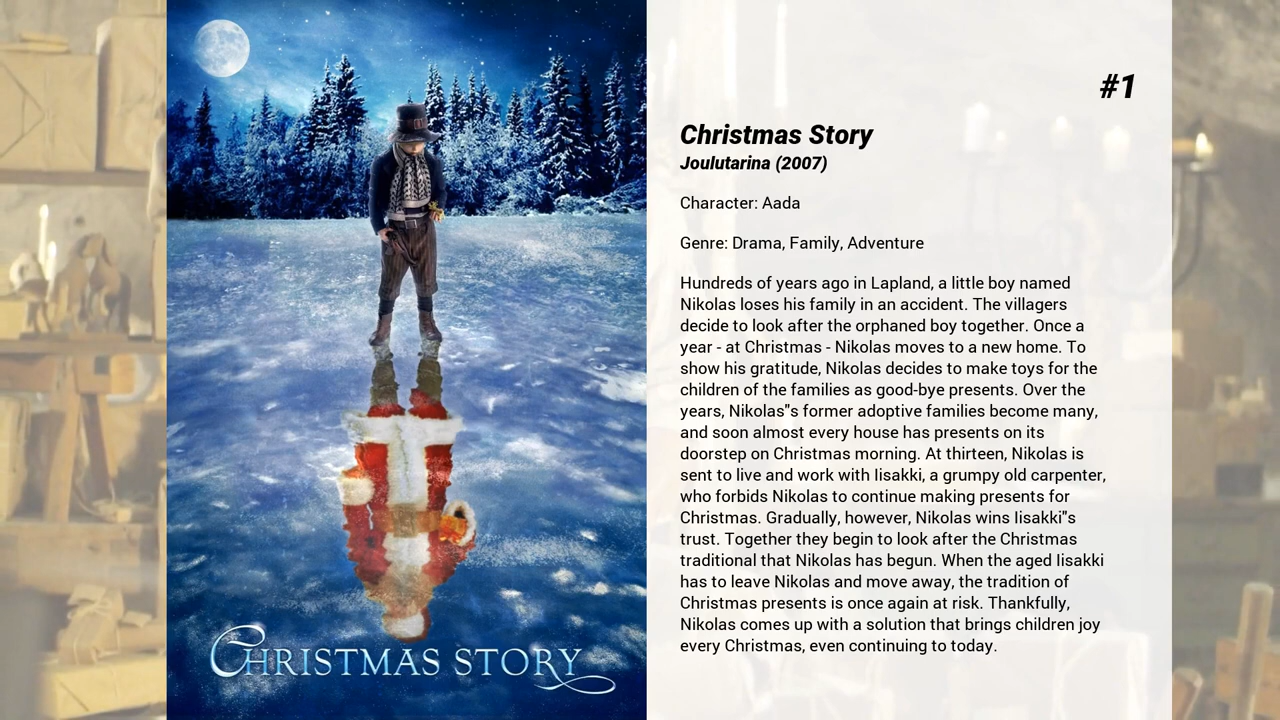 #1
Christmas Story
Joulutarina (2007)
Character: Aada
Genre: Drama, Family, Adventure
Hundreds of years ago in Lapland, a little boy named
Nikolas loses his family in an accident. The villagers
decide to look after the orphaned boy together. Once a
year - at Christmas - Nikolas moves to a new home. To
show his gratitude, Nikolas decides to make toys for the
children of the families as good-bye presents. Over the
years, Nikolas"s former adoptive families become many,
and soon almost every house has presents on its
doorstep on Christmas morning. At thirteen, Nikolas is
sent to live and work with Iisakki, a grumpy old carpenter,
who forbids Nikolas to continue making presents for
Christmas. Gradually, however, Nikolas wins Iisakki"s
trust. Together they begin to look after the Christmas
traditional that Nikolas has begun. When the aged Iisakki
has to leave Nikolas and move away, the tradition of
Christmas presents is once again at risk. Thankfully,
Nikolas comes up with a solution that brings children joy
every Christmas, even continuing to today.
CHRISTMAS STORY